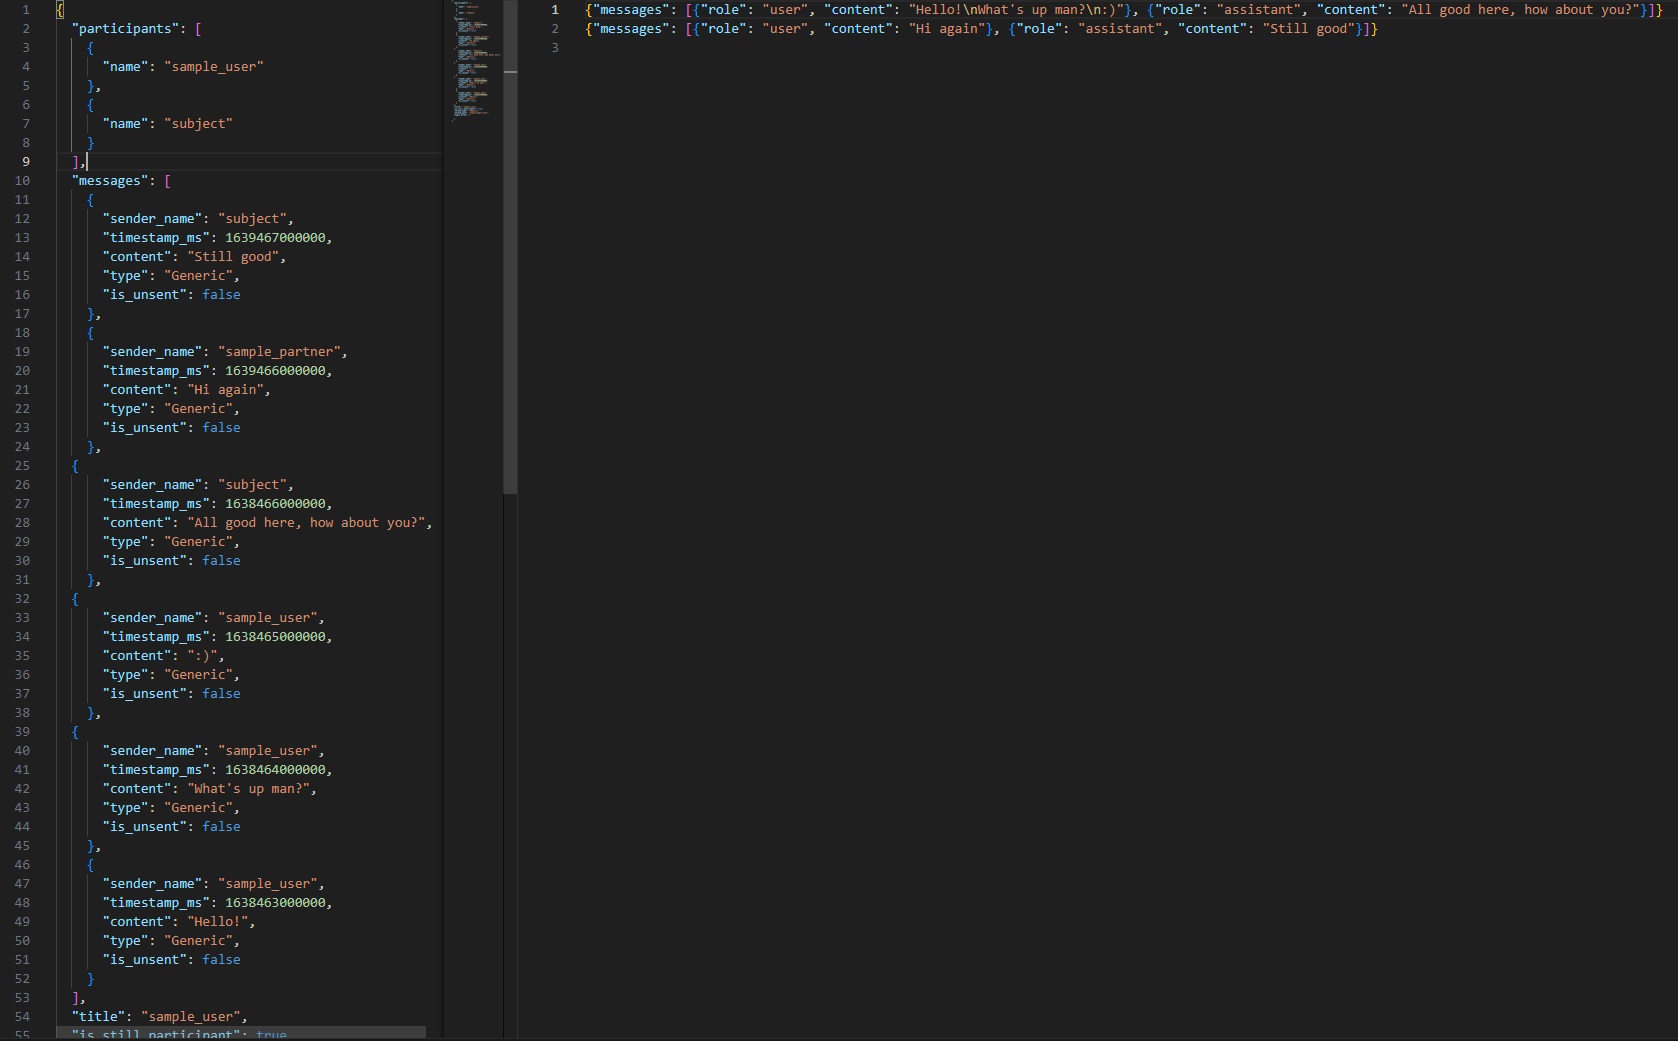 1 {
2 "participants": [
3 {
4 "name": "sample_user"
5 },
6 {
7 "name": "subject"
8 }
9 ],
10 "messages": [
11 {
12 "sender_name": "subject",
13 "timestamp_ms": 1639467000000,
14 "content": "Still good",
15 "type": "Generic",
16 "is_unsent": false
17 },
18 {
19 "sender_name": "sample_partner",
20 "timestamp_ms": 1639466000000,
21 "content": "Hi again",
22 "type": "Generic",
23 "is_unsent": false
24 },
25 {
26 "sender_name": "subject",
27 "timestamp_ms": 1638466000000,
28 "content": "All good here, how about you?",
29 "type": "Generic",
30 "is_unsent": false
31 },
32 {
33 "sender_name": "sample_user",
34 "timestamp_ms": 1638465000000,
35 "content": ":)",
36 "type": "Generic",
37 "is_unsent": false
38 },
39 {
40 "sender_name": "sample_user",
41 "timestamp_ms": 1638464000000,
42 "content": "What's up man?",
43 "type": "Generic",
44 "is_unsent": false
45 },
46 {
47 "sender_name": "sample_user",
48 "timestamp_ms": 1638463000000,
49 "content": "Hello!",
50 "type": "Generic",
51 "is_unsent": false
52 }
53 ],
54 "title": "sample_user",
55 "is_still_participant": true
1 {"messages": [{"role": "user", "content": "Hello!\nWhat's up man?\n:)"}, {"role": "assistant", "content": "All good here, how about you?"}]}
2 {"messages": [{"role": "user", "content": "Hi again"}, {"role": "assistant", "content": "Still good"}]}
3